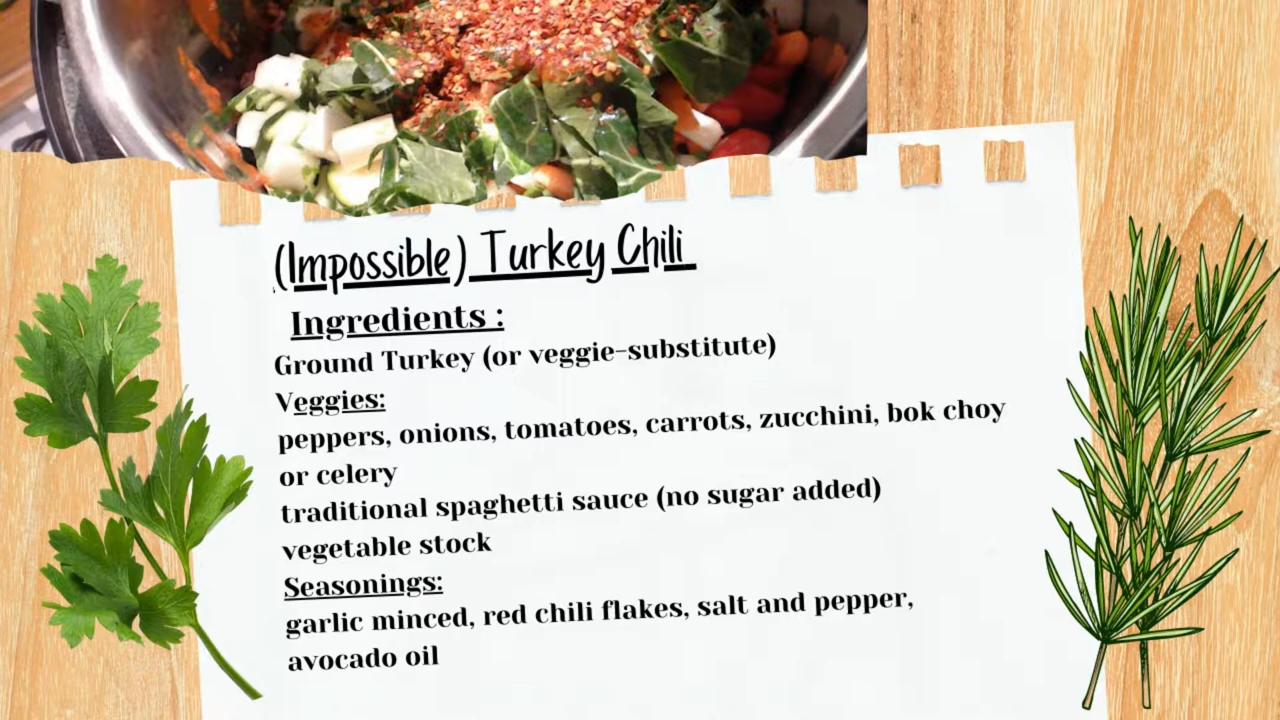 (Impossible) Turkey Chili
Ingredients :
Ground Turkey (or veggie-substitute)
Veggies:
peppers, onions, tomatoes, carrots, zucchini, bok choy
or celery
traditional spaghetti sauce (no sugar added)
vegetable stock
Seasonings:
garlic minced, red chili flakes, salt and pepper,
avocado oil